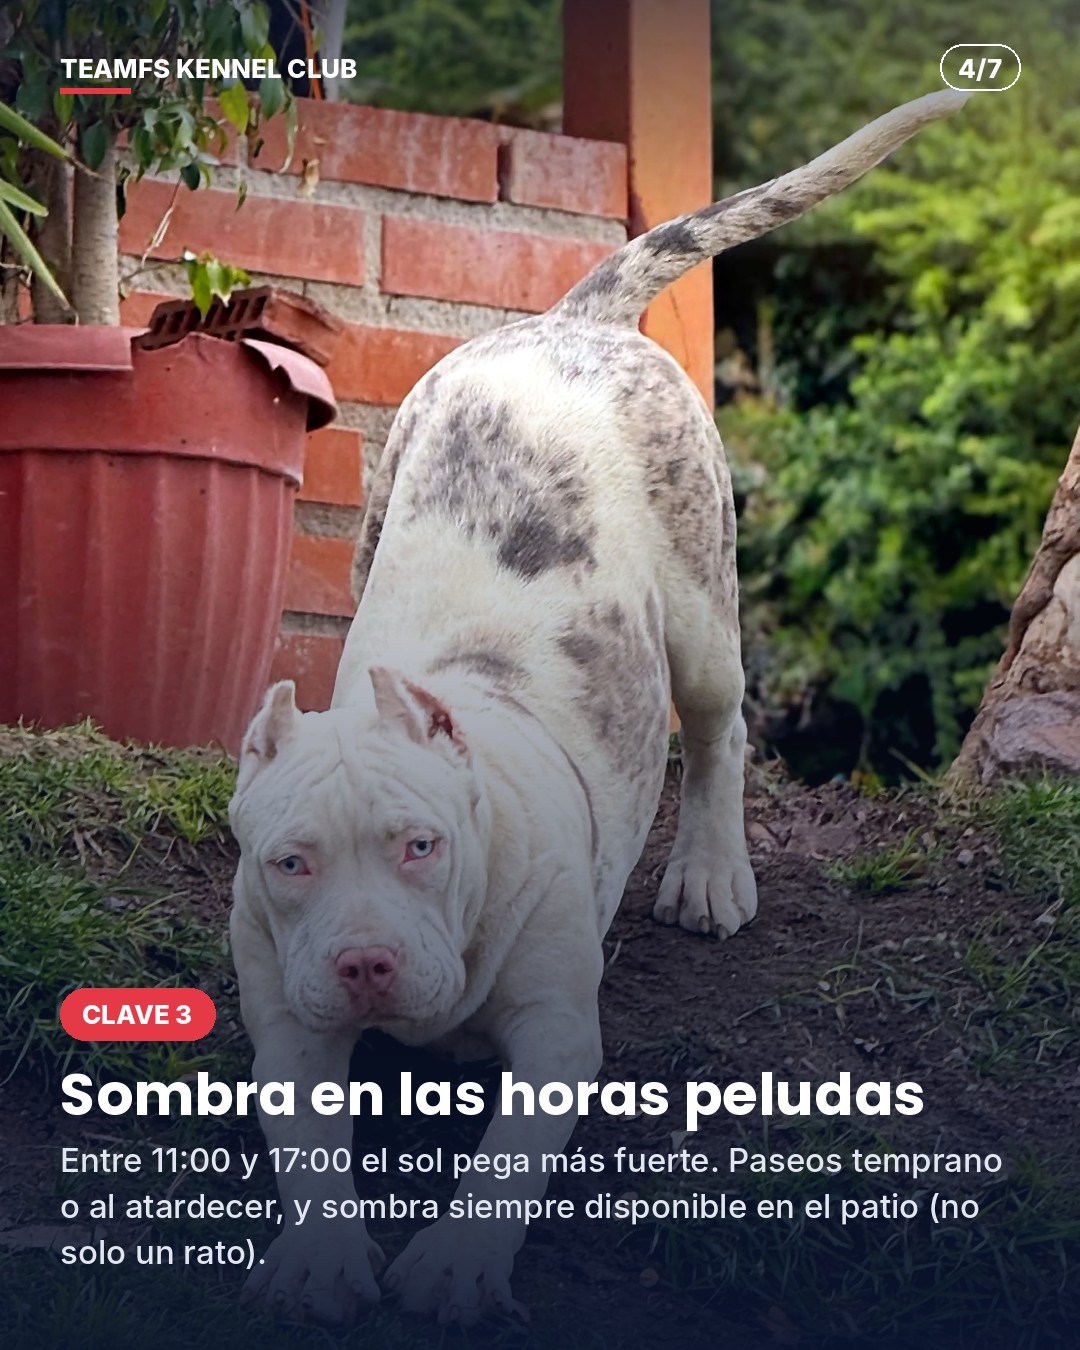 TEAMFS KENNEL CLUB
4/7
CLAVE 3
Sombra en las horas peludas
Entre 11:00 y 17:00 el sol pega más fuerte. Paseos temprano
o al atardecer, y sombra siempre disponible en el patio (no
solo un rato).